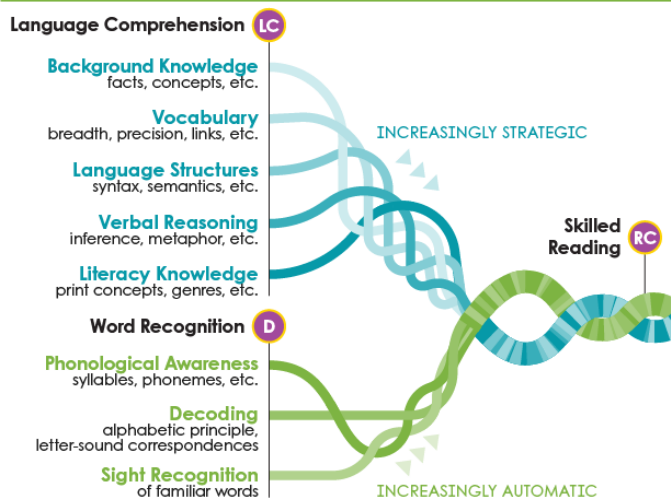 Language Comprehension LC
Background Knowledge
facts, concepts, etc.
Vocabulary
breadth, precision, links, etc.
Language Structures
syntax, semantics, etc.
Verbal Reasoning
inference, metaphor, etc.
Literacy Knowledge
print concepts, genres, etc.
Word Recognition D
Phonological Awareness
syllables, phonemes, etc.
Decoding
alphabetic principle,
letter-sound correspondences
Sight Recognition
of familiar words
INCREASINGLY STRATEGIC
INCREASINGLY AUTOMATIC
Skilled
Reading
RC